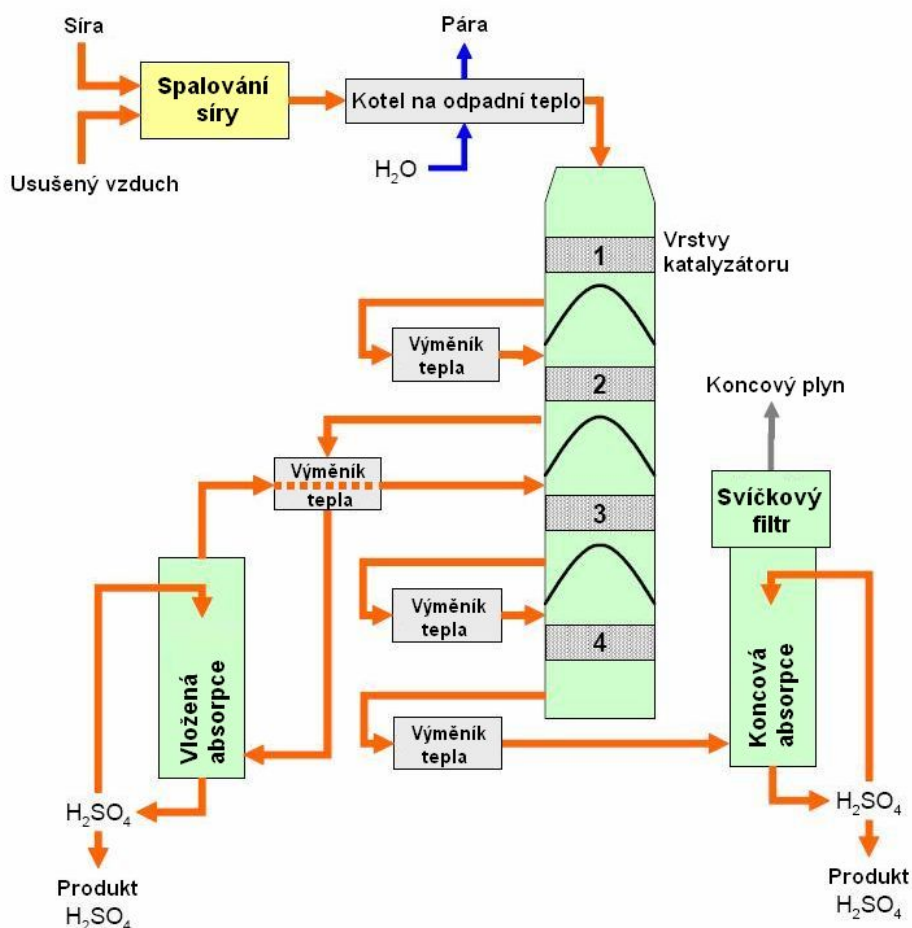 Síra
Pára
Spalování
síry
Kotel na odpadní teplo
Usušený vzduch
H₂O
1
Vrstvy
katalyzátoru
Výměník
tepla
2
Koncový plyn
Výměník
tepla
Svíčkový
filtr
3
Výměník
tepla
4
Vložená
absorpce
Koncová
absorpce
Výměník
tepla
H₂SO₄
H₂SO₄
Produkt
H₂SO₄
Produkt
H₂SO₄